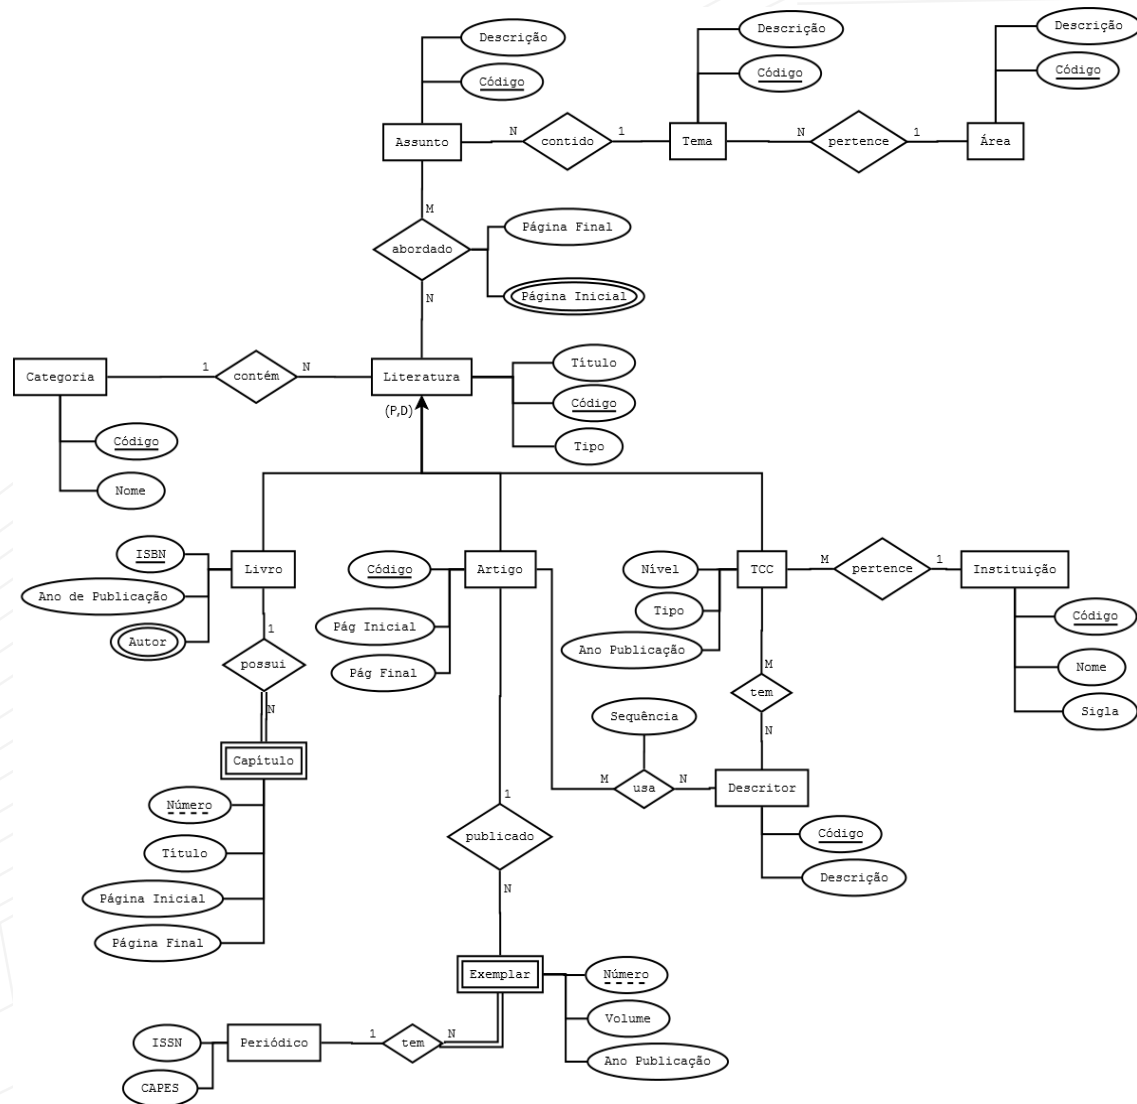 Descrição
Código
Descrição
Código
Descrição
Código
Assunto
N
contido
1
Tema
N
pertence
1
Área
M
abordado
Página Final
Página Inicial
N
Categoria
1
contém
N
Literatura
Título
Código
Tipo
(P,D)
Código
Nome
ISBN
Livro
Ano de Publicação
Autor
Código
Artigo
Pág Inicial
Pág Final
Nível
TCC
Tipo
Ano Publicação
M
pertence
1
Instituição
Código
Nome
Sigla
1
possui
N
Capítulo
Número
Título
Página Inicial
Página Final
M
tem
N
Sequência
M
usa
N
Descritor
Código
Descrição
1
publicado
N
Exemplar
Número
Volume
Ano Publicação
ISSN
CAPES
Periódico
1
tem
N